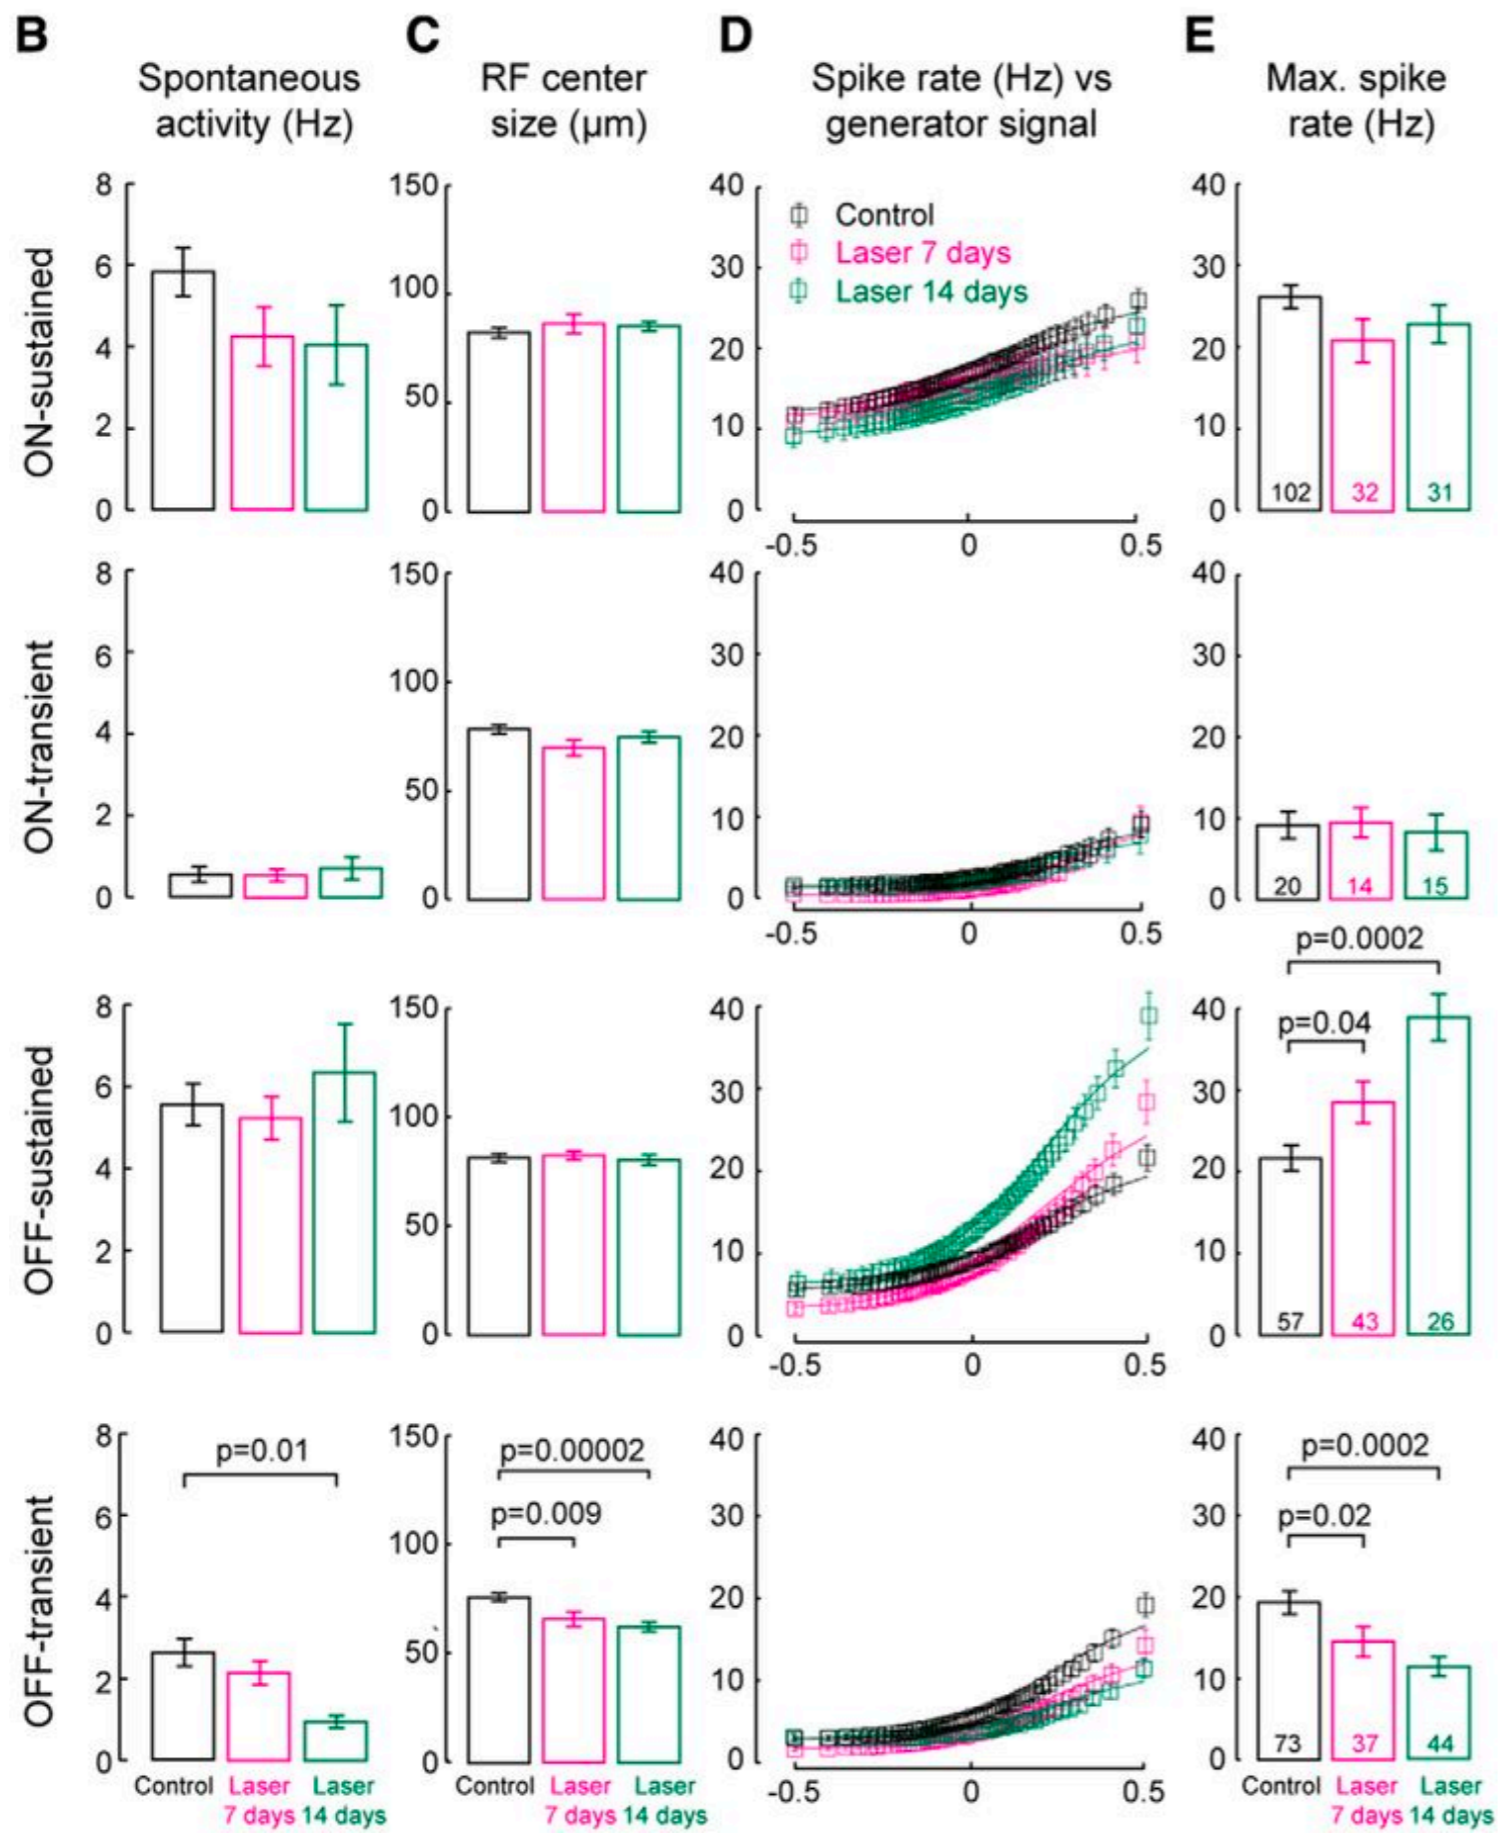 B
Spontaneous
activity (Hz)
C
RF center
size (µm)
D
Spike rate (Hz) vs
generator signal
E
Max. spike
rate (Hz)
ON-sustained
8
6
4
2
0
150
100
50
0
40
30
20
10
0
Control
Laser 7 days
Laser 14 days
-0.5 0 0.5
40
30
20
10
0
102 32 31
ON-transient
8
6
4
2
0
150
100
50
0
40
30
20
10
0
-0.5 0 0.5
40
30
20
10
0
20 14 15
OFF-sustained
8
6
4
2
0
150
100
50
0
40
30
20
10
0
-0.5 0 0.5
p=0.0002
p=0.04
40
30
20
10
0
57 43 26
OFF-transient
8
6
4
2
0
p=0.01
Control Laser Laser
7 days 14 days
150
100
50
0
p=0.00002
p=0.009
Control Laser Laser
7 days 14 days
40
30
20
10
0
-0.5 0 0.5
40
30
20
10
0
p=0.0002
p=0.02
73 37 44
Control Laser Laser
7 days 14 days